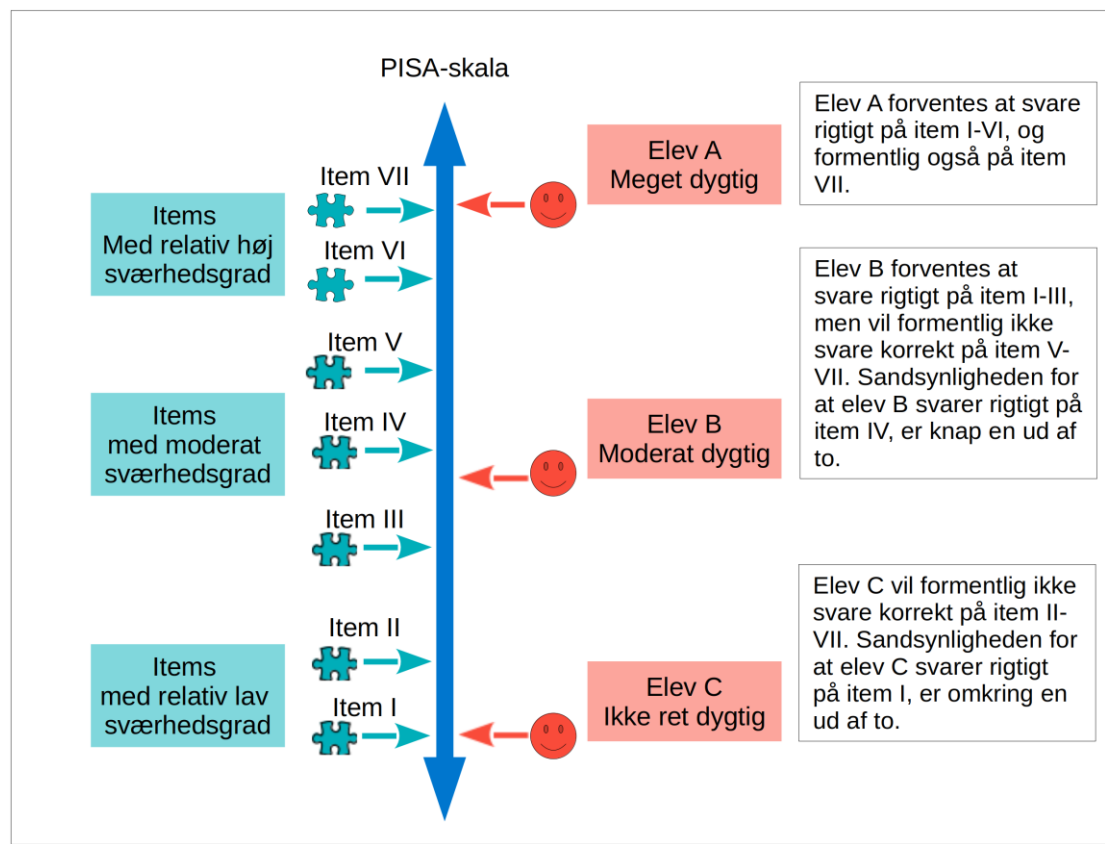 PISA-skala
Item VII
Item VI
Item V
Item IV
Item III
Item II
Item I
Items
Med relativ høj
sværhedsgrad
Items
med moderat
sværhedsgrad
Items
med relativ lav
sværhedsgrad
Elev A
Meget dygtig
Elev A forventes at svare
rigtigt på item I-VI, og
formentlig også på item
VII.
Elev B
Moderat dygtig
Elev B forventes at
svare rigtigt på item I-III,
men vil formentlig ikke
svare korrekt på item V-
VII. Sandsynligheden for
at elev B svarer rigtigt på
item IV, er knap en ud af
to.
Elev C
Ikke ret dygtig
Elev C vil formentlig ikke
svare korrekt på item II-
VII. Sandsynligheden for
at elev C svarer rigtigt
på item I, er omkring en
ud af to.